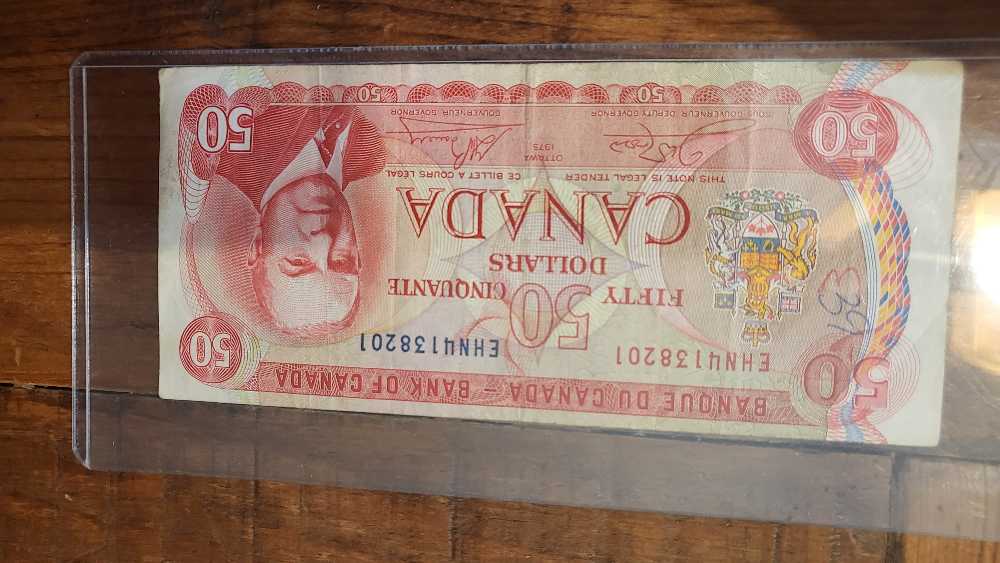 BANQUE DU CANADA – BANK OF CANADA
50
50
EHN4138201
EHN4138201
FIFTY 50 CINQUANTE
DOLLARS
CANADA
THIS NOTE IS LEGAL TENDER
CE BILLET A COURS LÉGAL
OTTAWA
1975
SOUS-GOUVERNEUR DEPUTY GOVERNOR
GOUVERNEUR GOVERNOR
50
50
50
50